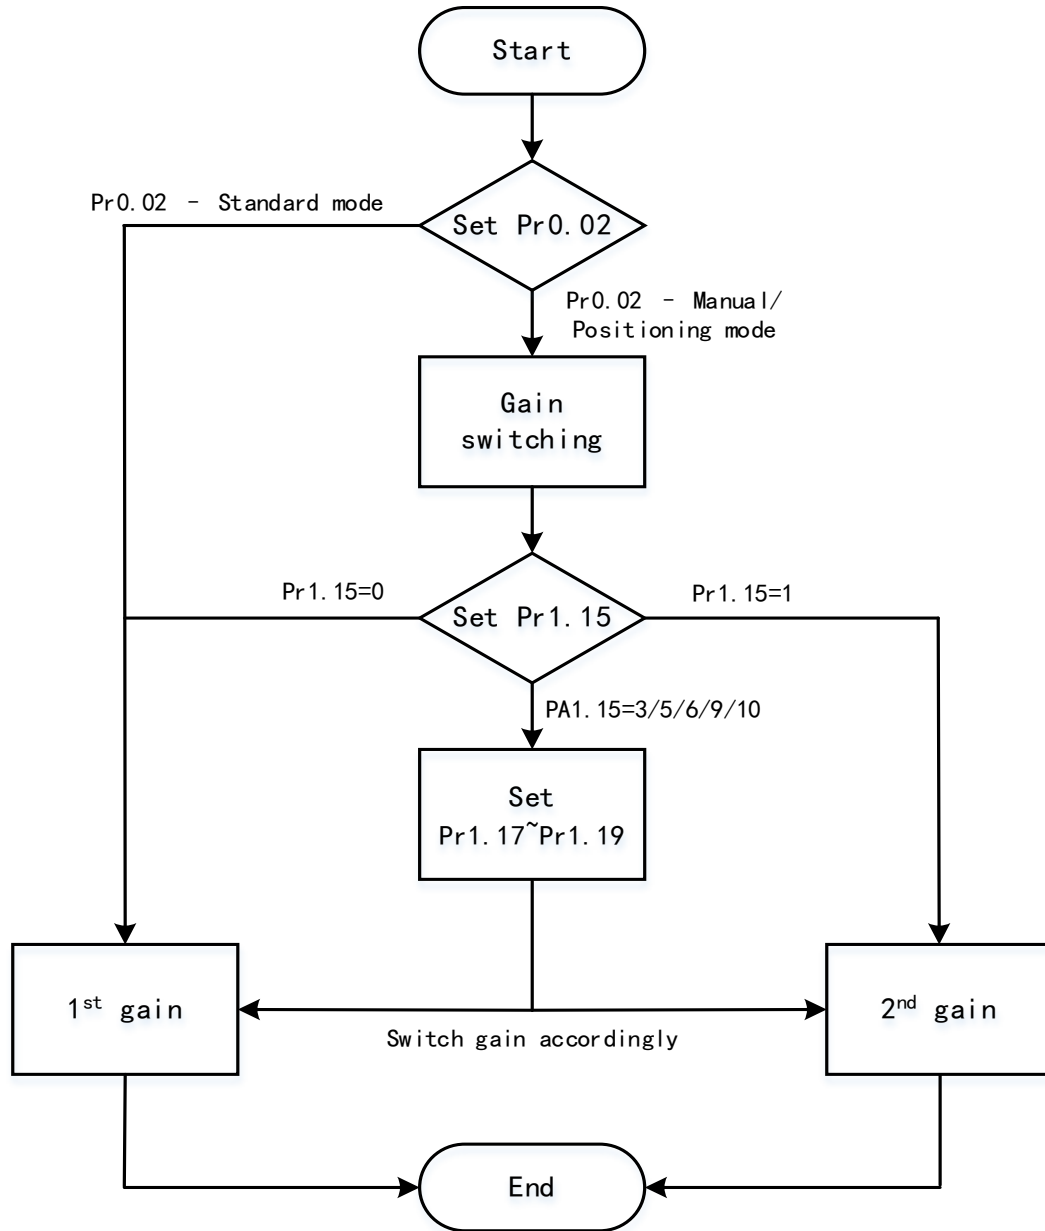 Start
Pr0.02 - Standard mode
Set Pr0.02
Pr0.02 - Manual/
Positioning mode
Gain
switching
Pr1.15=0
Set Pr1.15
Pr1.15=1
PA1.15=3/5/6/9/10
Set
Pr1.17~Pr1.19
1st gain
2nd gain
Switch gain accordingly
End